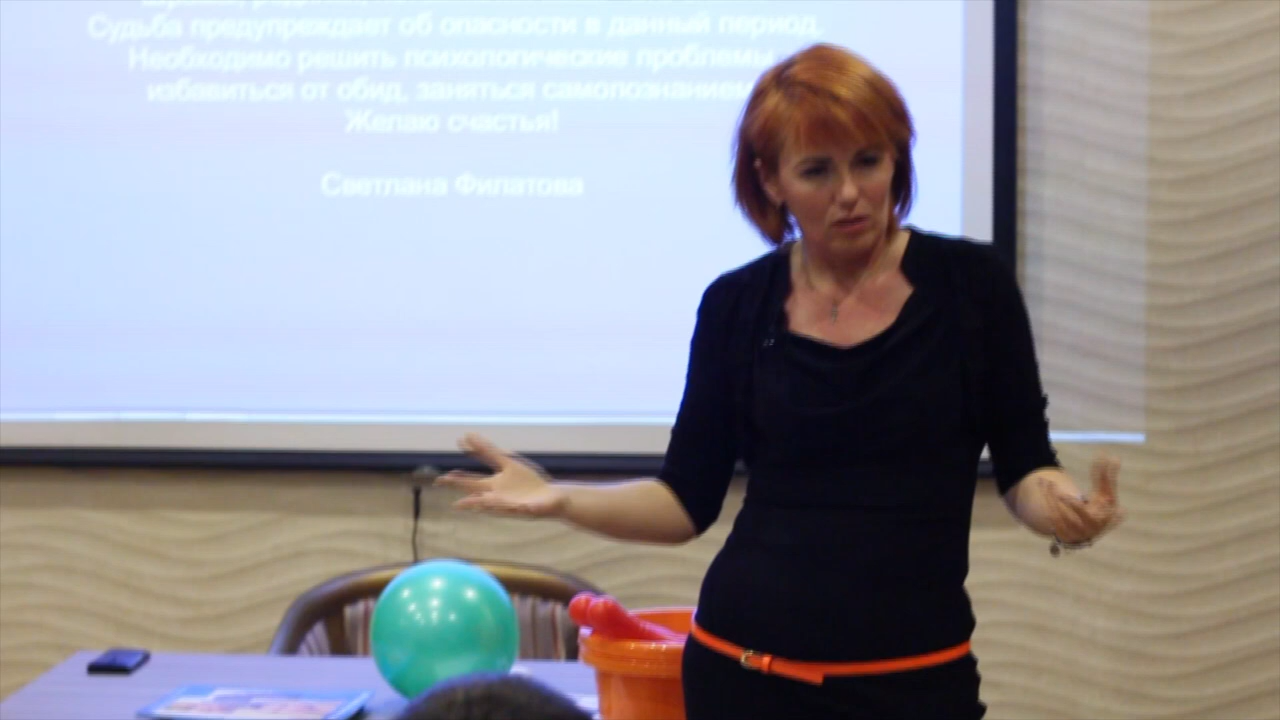 Судьба предупреждает об опасности в данный период
Необходимо решить психологические проблемы
избавиться от обид, заняться самопознанием
Желаю счастья!
Светлана Филатова